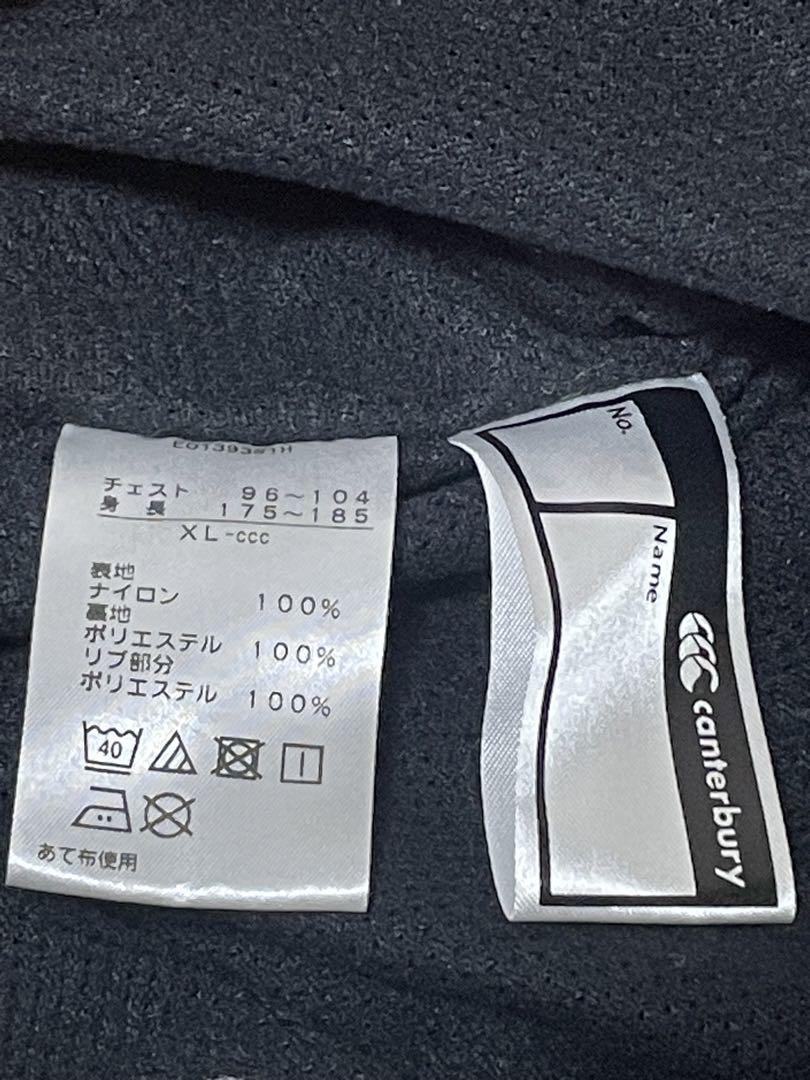 チェスト 96～104
身長 175～185
XL-ccc
表地
ナイロン 100%
裏地
ポリエステル 100%
リブ部分
ポリエステル 100%
40
あて布使用
No.
Name
canterbury